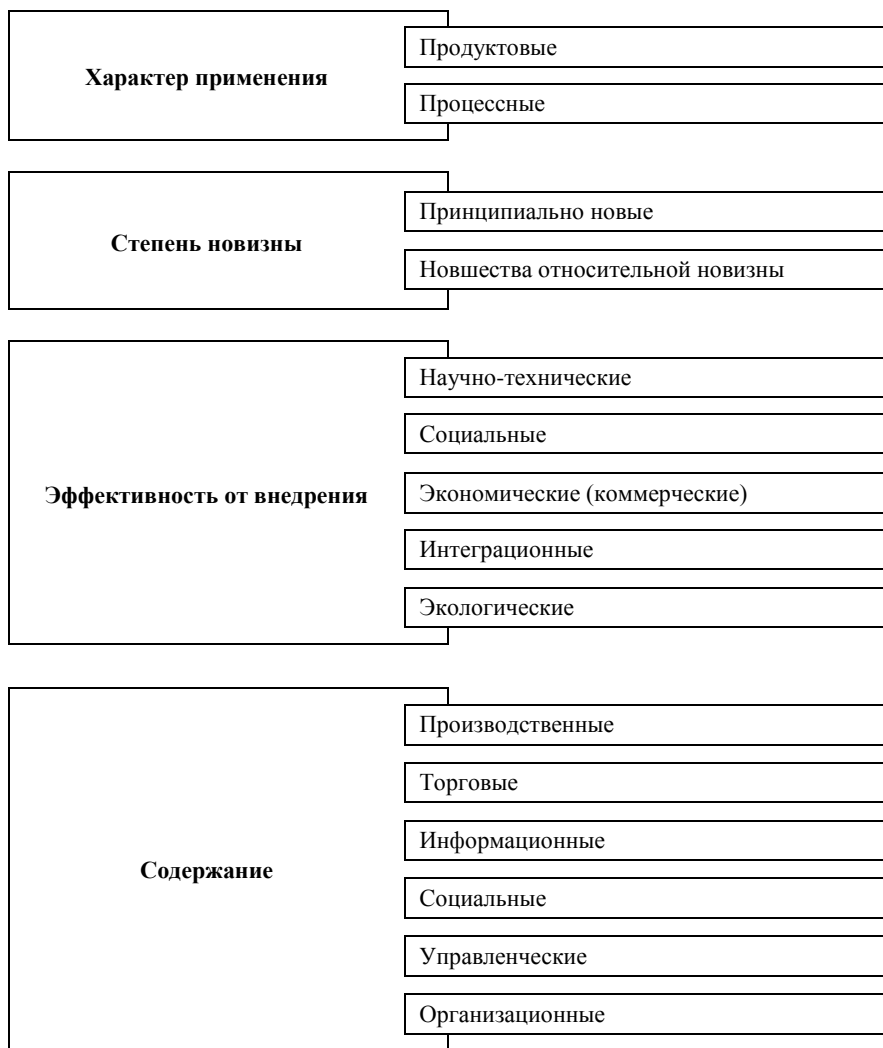 Характер применения
Продуктовые
Процессные
Степень новизны
Принципиально новые
Новшества относительной новизны
Эффективность от внедрения
Научно-технические
Социальные
Экономические (коммерческие)
Интеграционные
Экологические
Содержание
Производственные
Торговые
Информационные
Социальные
Управленческие
Организационные